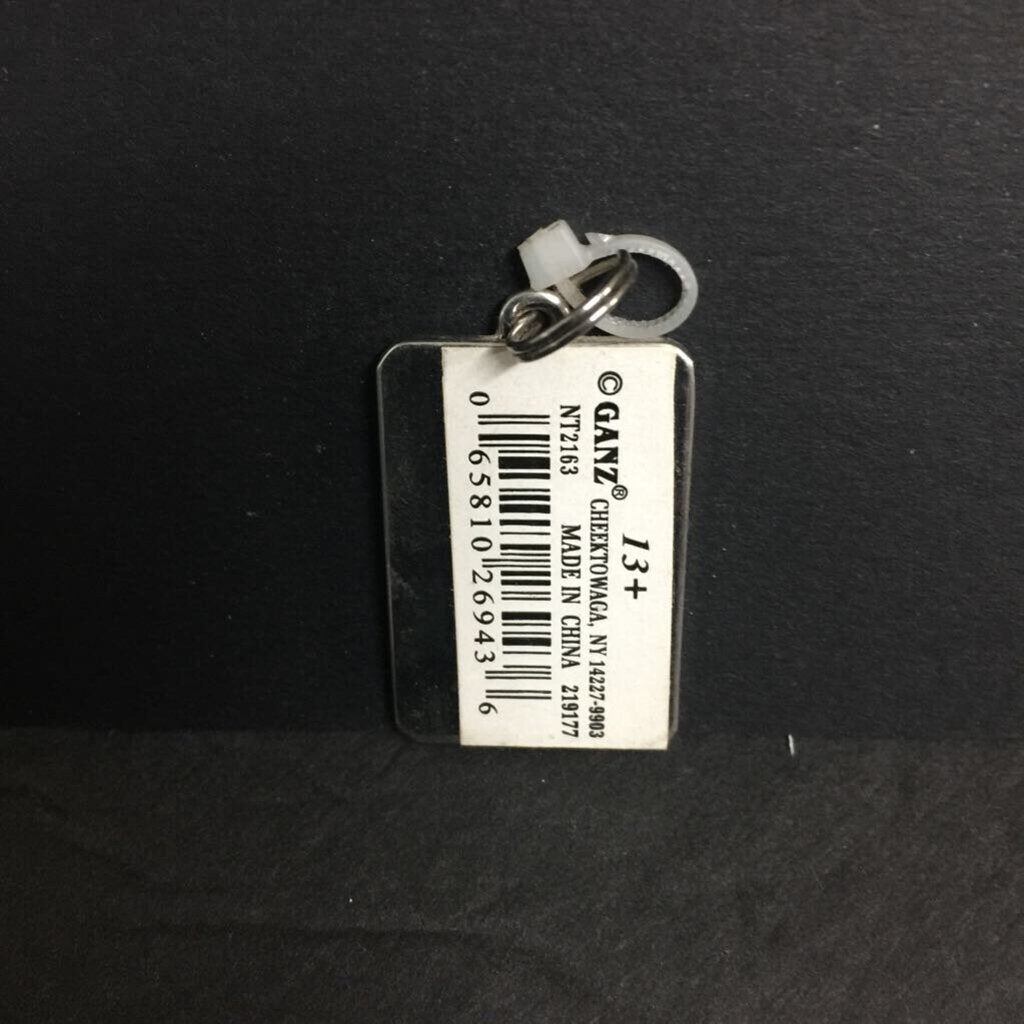 13+
©GANZ® CHEEKTOWAGA, NY 14227-9903
NT2163 MADE IN CHINA 219177
0 65810 26943 6